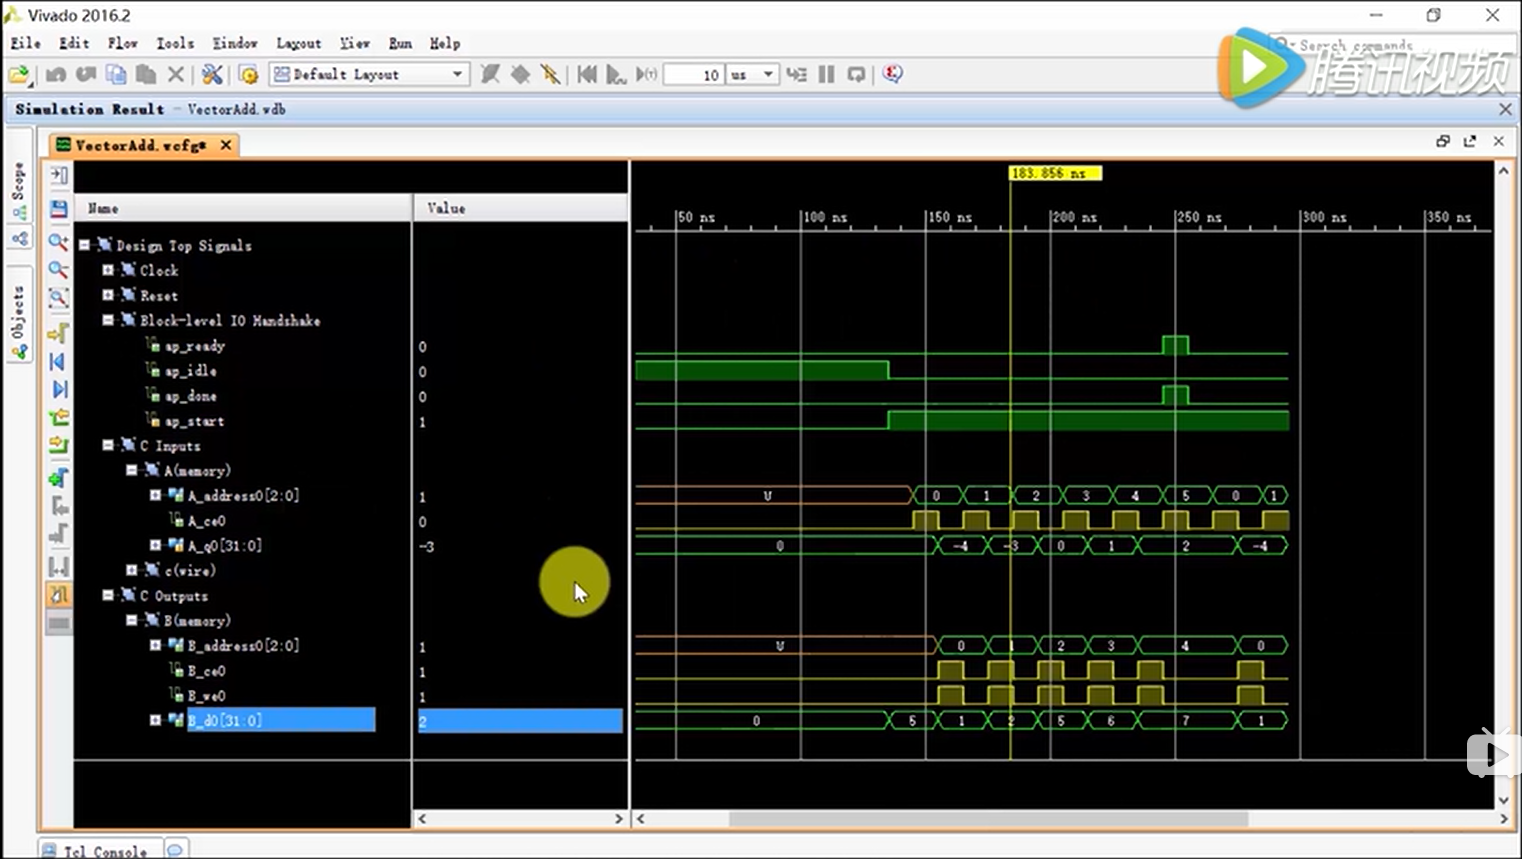 Vivado 2016.2
File Edit Flow Tools Window Layout View Run Help
Search commands
Default Layout 10 us
腾讯视频
Simulation Result - VectorAdd.wdb
VectorAdd.wcfg*
Scope
Objects
183.856 ns
Name Value
50 ns 100 ns 150 ns 200 ns 250 ns 300 ns 350 ns
Design Top Signals
Clock
Reset
Block-level IO Handshake
ap_ready 0
ap_idle 0
ap_done 0
ap_start 1
C Inputs
A(memory)
A_address0[2:0] 1 U 0 1 2 3 4 5 0 1
A_ce0 0
A_q0[31:0] -3 0 -4 -3 0 1 2 -4
c(wire)
C Outputs
B(memory)
B_address0[2:0] 1 U 0 1 2 3 4 0
B_ce0 1
B_we0 1
B_d0[31:0] 2 0 5 1 2 5 6 7 1
Tcl Console